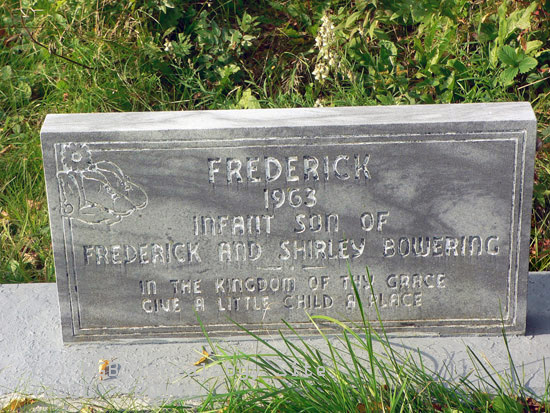 FREDERICK
1963
INFANT SON OF
FREDERICK AND SHIRLEY BOWERING
IN THE KINGDOM OF THY GRACE
GIVE A LITTLE CHILD A PLACE